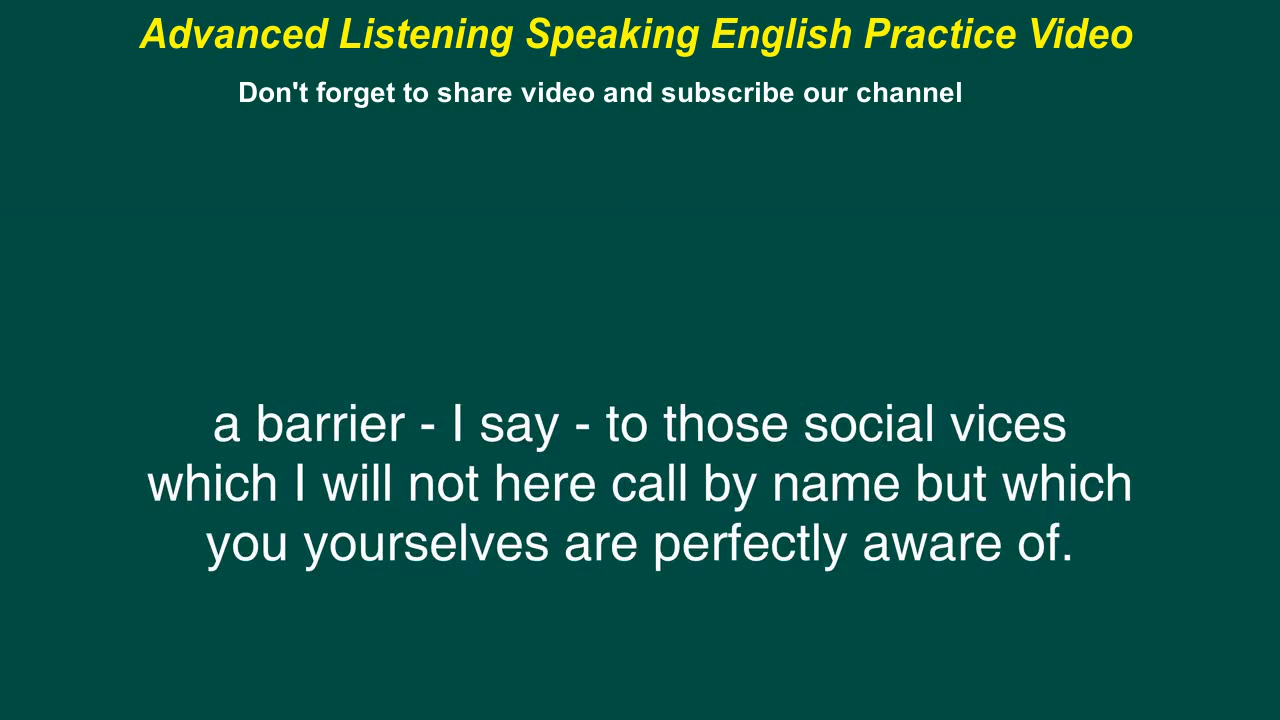 Advanced Listening Speaking English Practice Video
Don't forget to share video and subscribe our channel
a barrier - I say - to those social vices
which I will not here call by name but which
you yourselves are perfectly aware of.